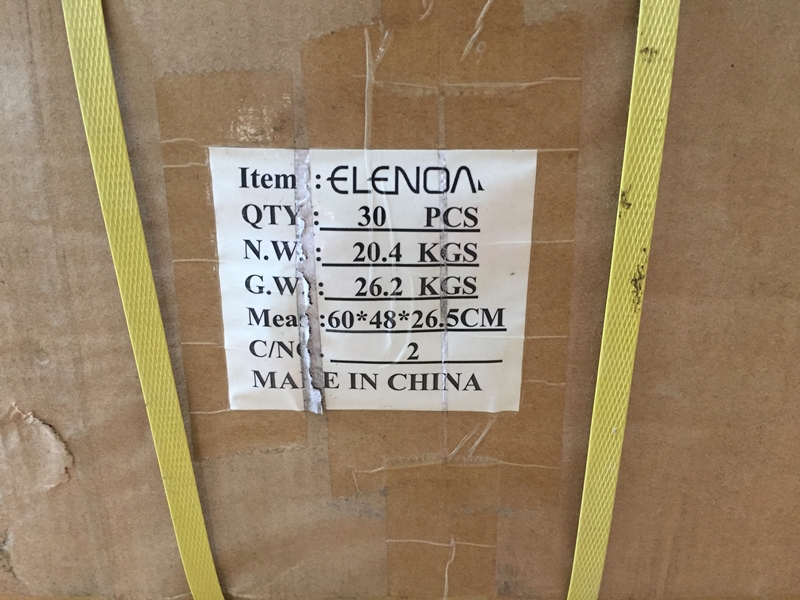 Item :ELENOA
QTY : 30 PCS
N.W. : 20.4 KGS
G.W. : 26.2 KGS
Mea :60*48*26.5CM
C/NO. 2
MADE IN CHINA